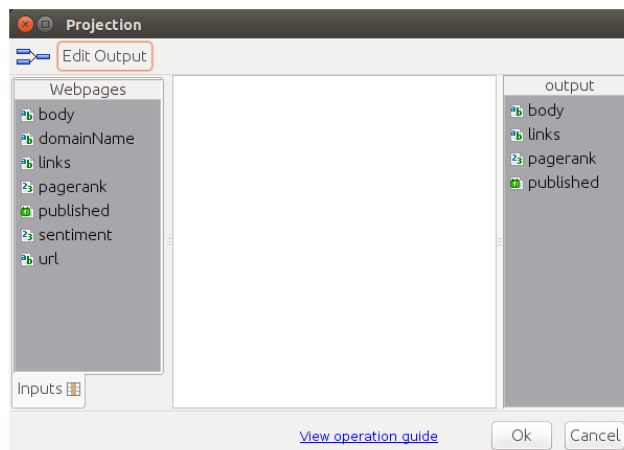 Projection
Edit Output
Webpages
body
domainName
links
pagerank
published
sentiment
url
Inputs
output
body
links
pagerank
published
View operation guide
Ok
Cancel